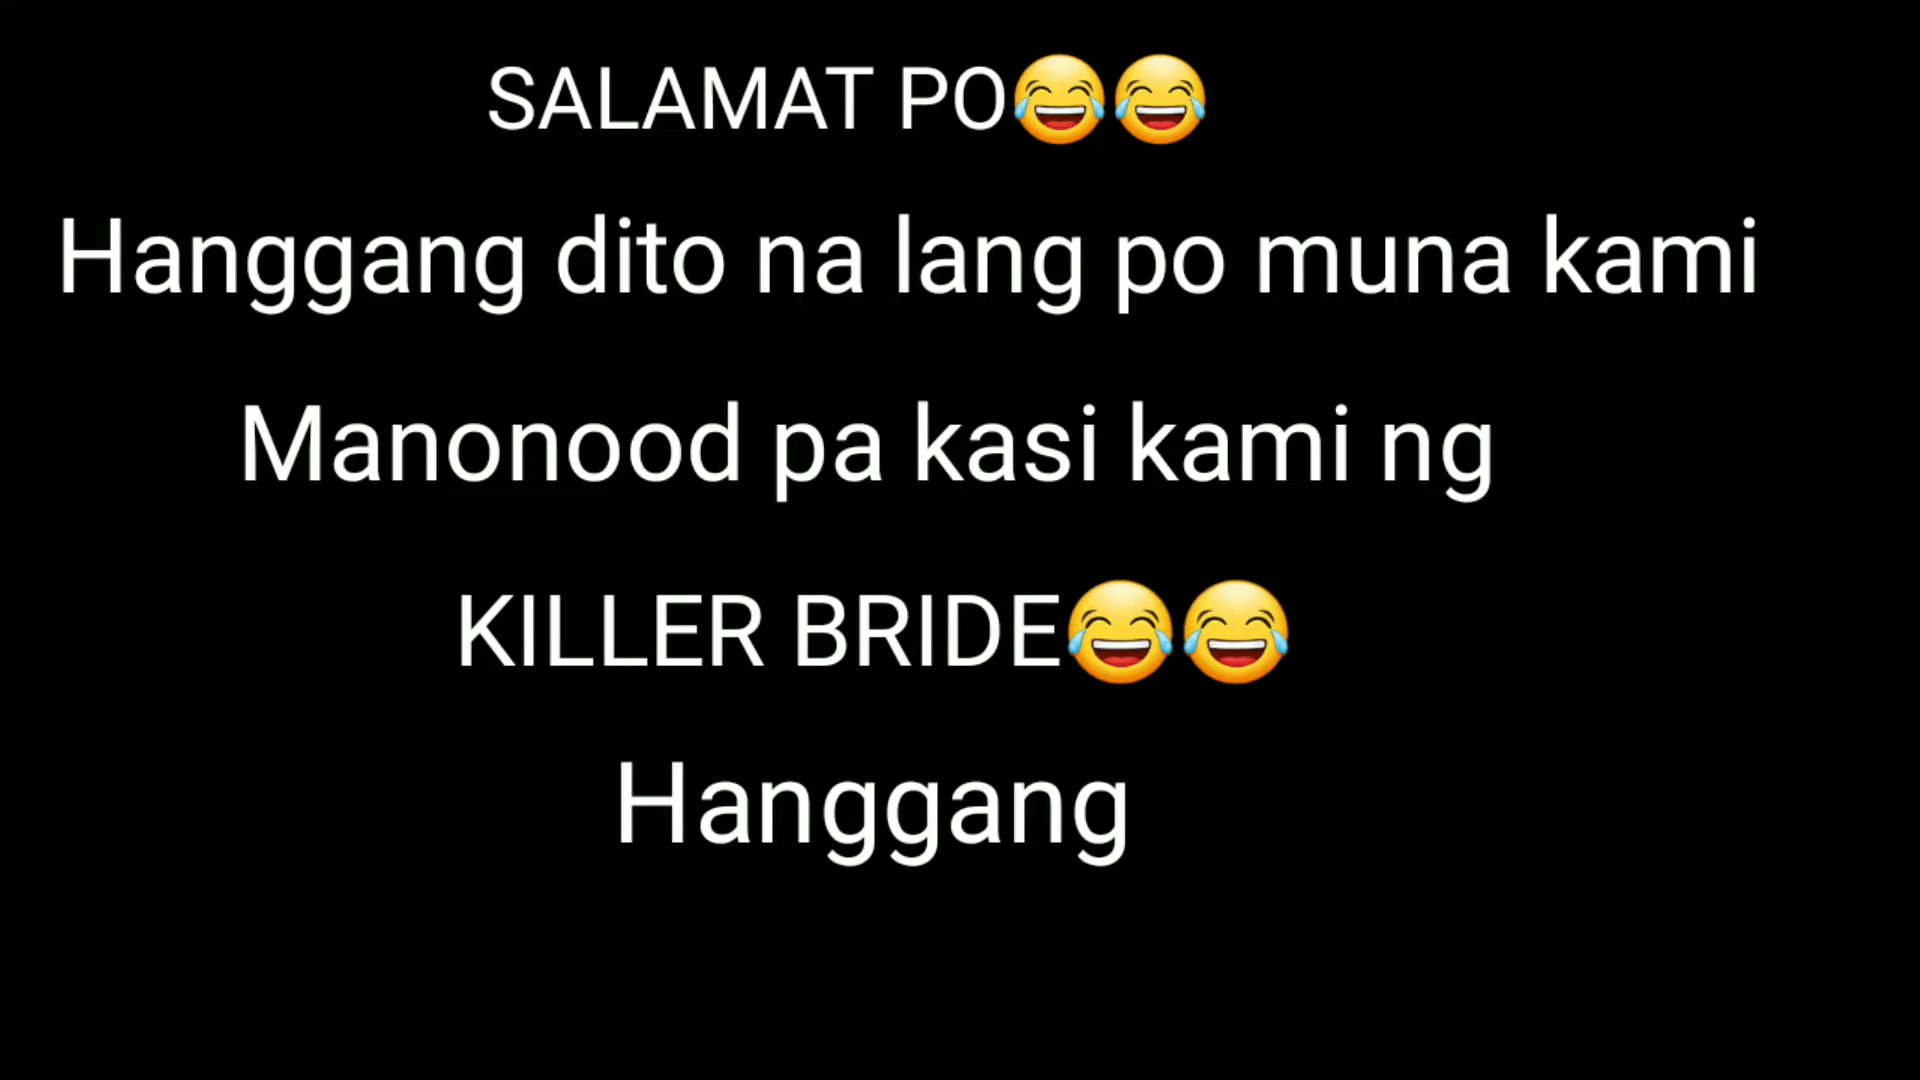 SALAMAT PO😂😂
Hanggang dito na lang po muna kami
Manonood pa kasi kami ng
KILLER BRIDE😂😂
Hanggang